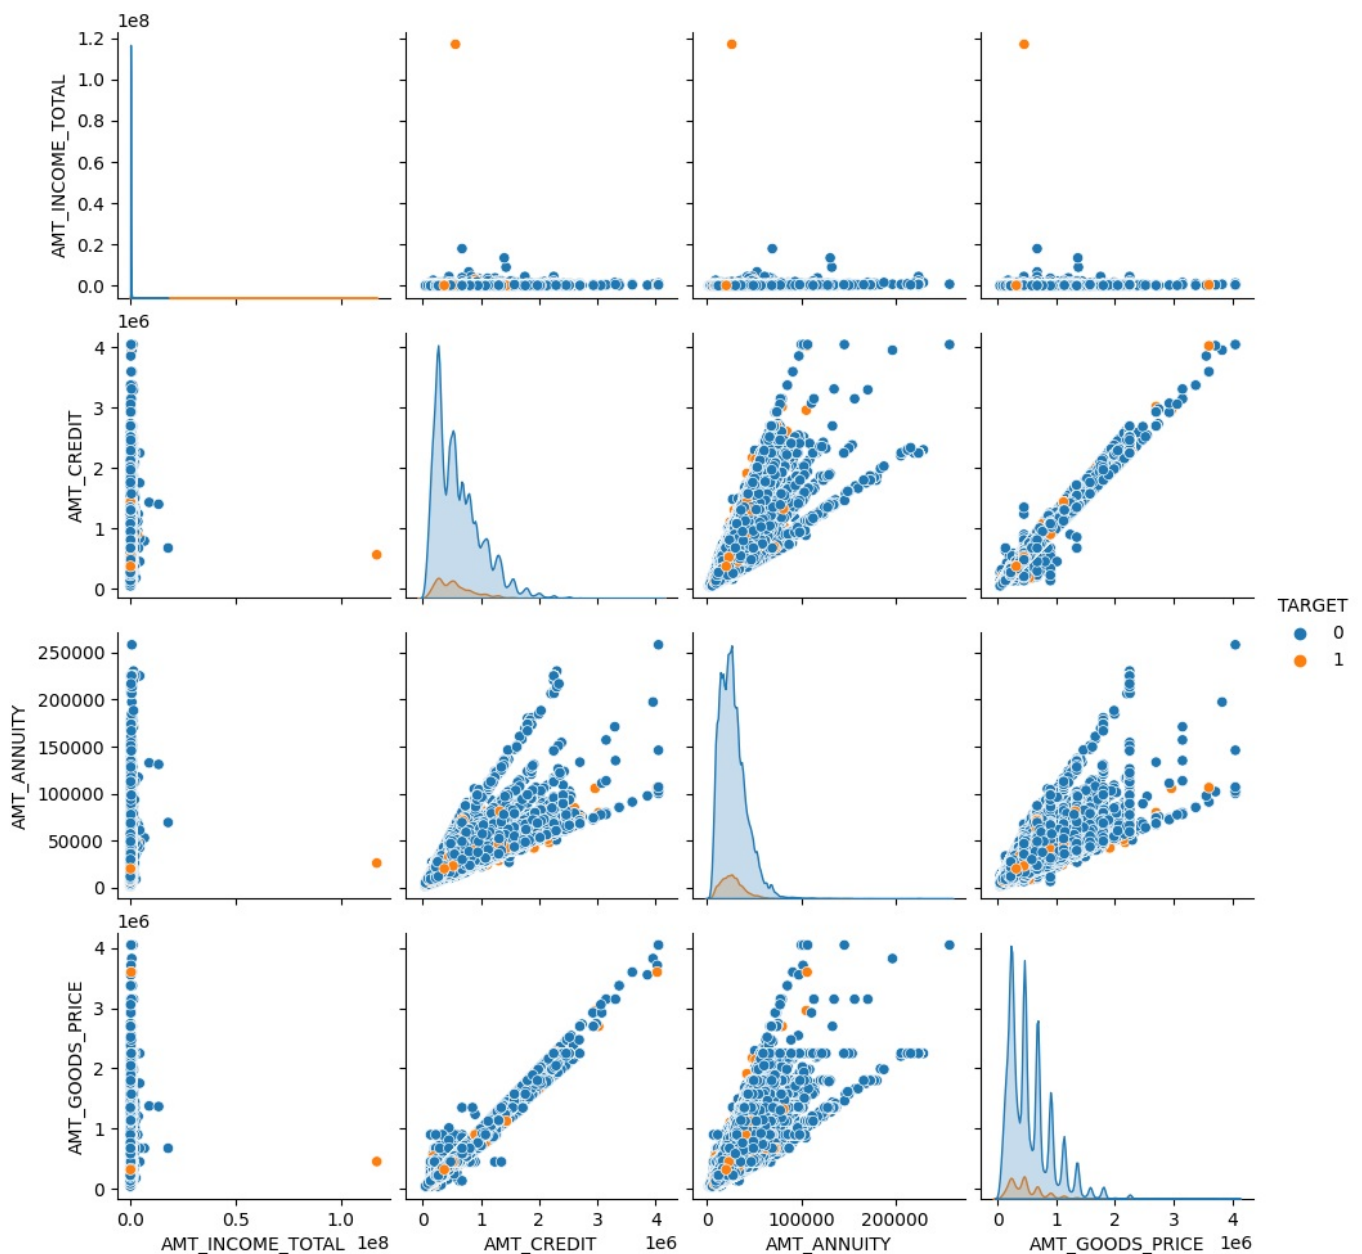 1e8
1.2
1.0
0.8
0.6
0.4
0.2
0.0
AMT_INCOME_TOTAL
1e6
4
3
2
1
0
AMT_CREDIT
TARGET
0
1
250000
200000
150000
100000
50000
0
AMT_ANNUITY
1e6
4
3
2
1
0
AMT_GOODS_PRICE
0.0 0.5 1.0 0 1 2 3 4 0 100000 200000 0 1 2 3 4
AMT_INCOME_TOTAL 1e8 AMT_CREDIT 1e6 AMT_ANNUITY AMT_GOODS_PRICE 1e6